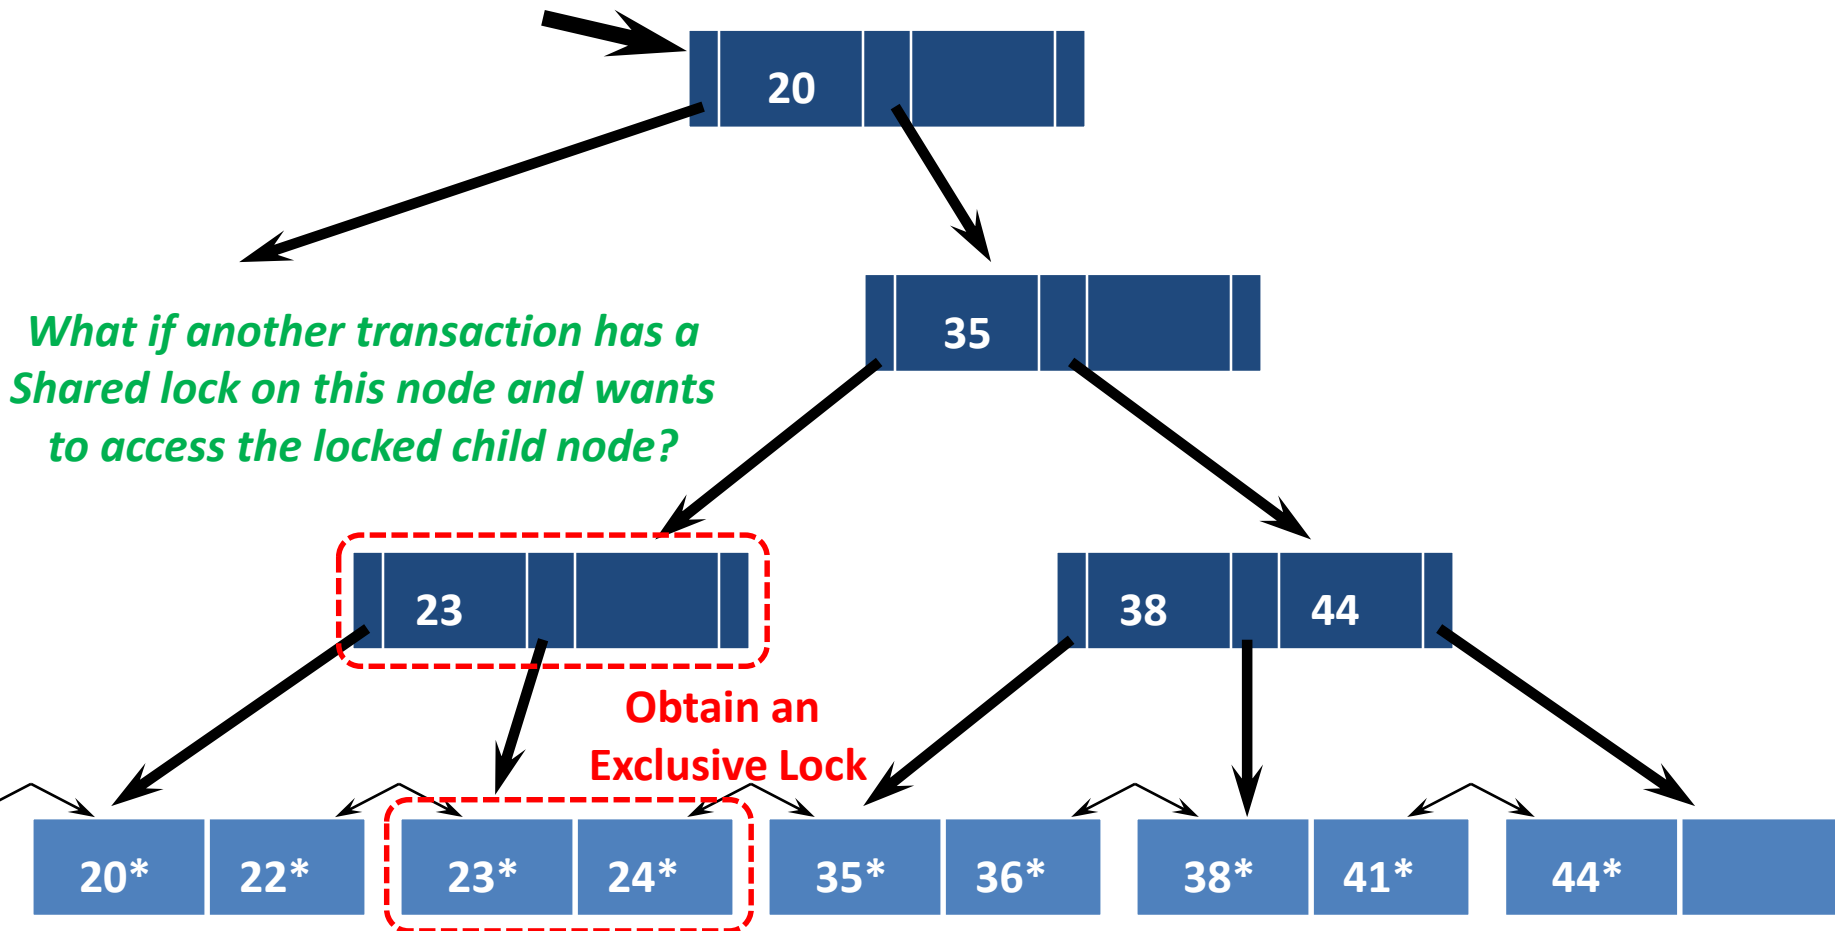 20
35
What if another transaction has a
Shared lock on this node and wants
to access the locked child node?
23
38 44
Obtain an
Exclusive Lock
20* 22* 23* 24* 35* 36* 38* 41* 44*